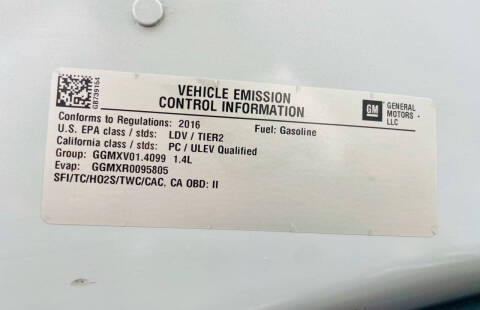 VEHICLE EMISSION
CONTROL INFORMATION
GM
GENERAL
MOTORS
LLC
Conforms to Regulations: 2016 Fuel: Gasoline
U.S. EPA class / stds: LDV / TIER2
California class / stds: PC / ULEV Qualified
Group: GGMXV01.4099 1.4L
Evap: GGMXR0095805
SFI/TC/HO2S/TWC/CAC, CA OBD: II